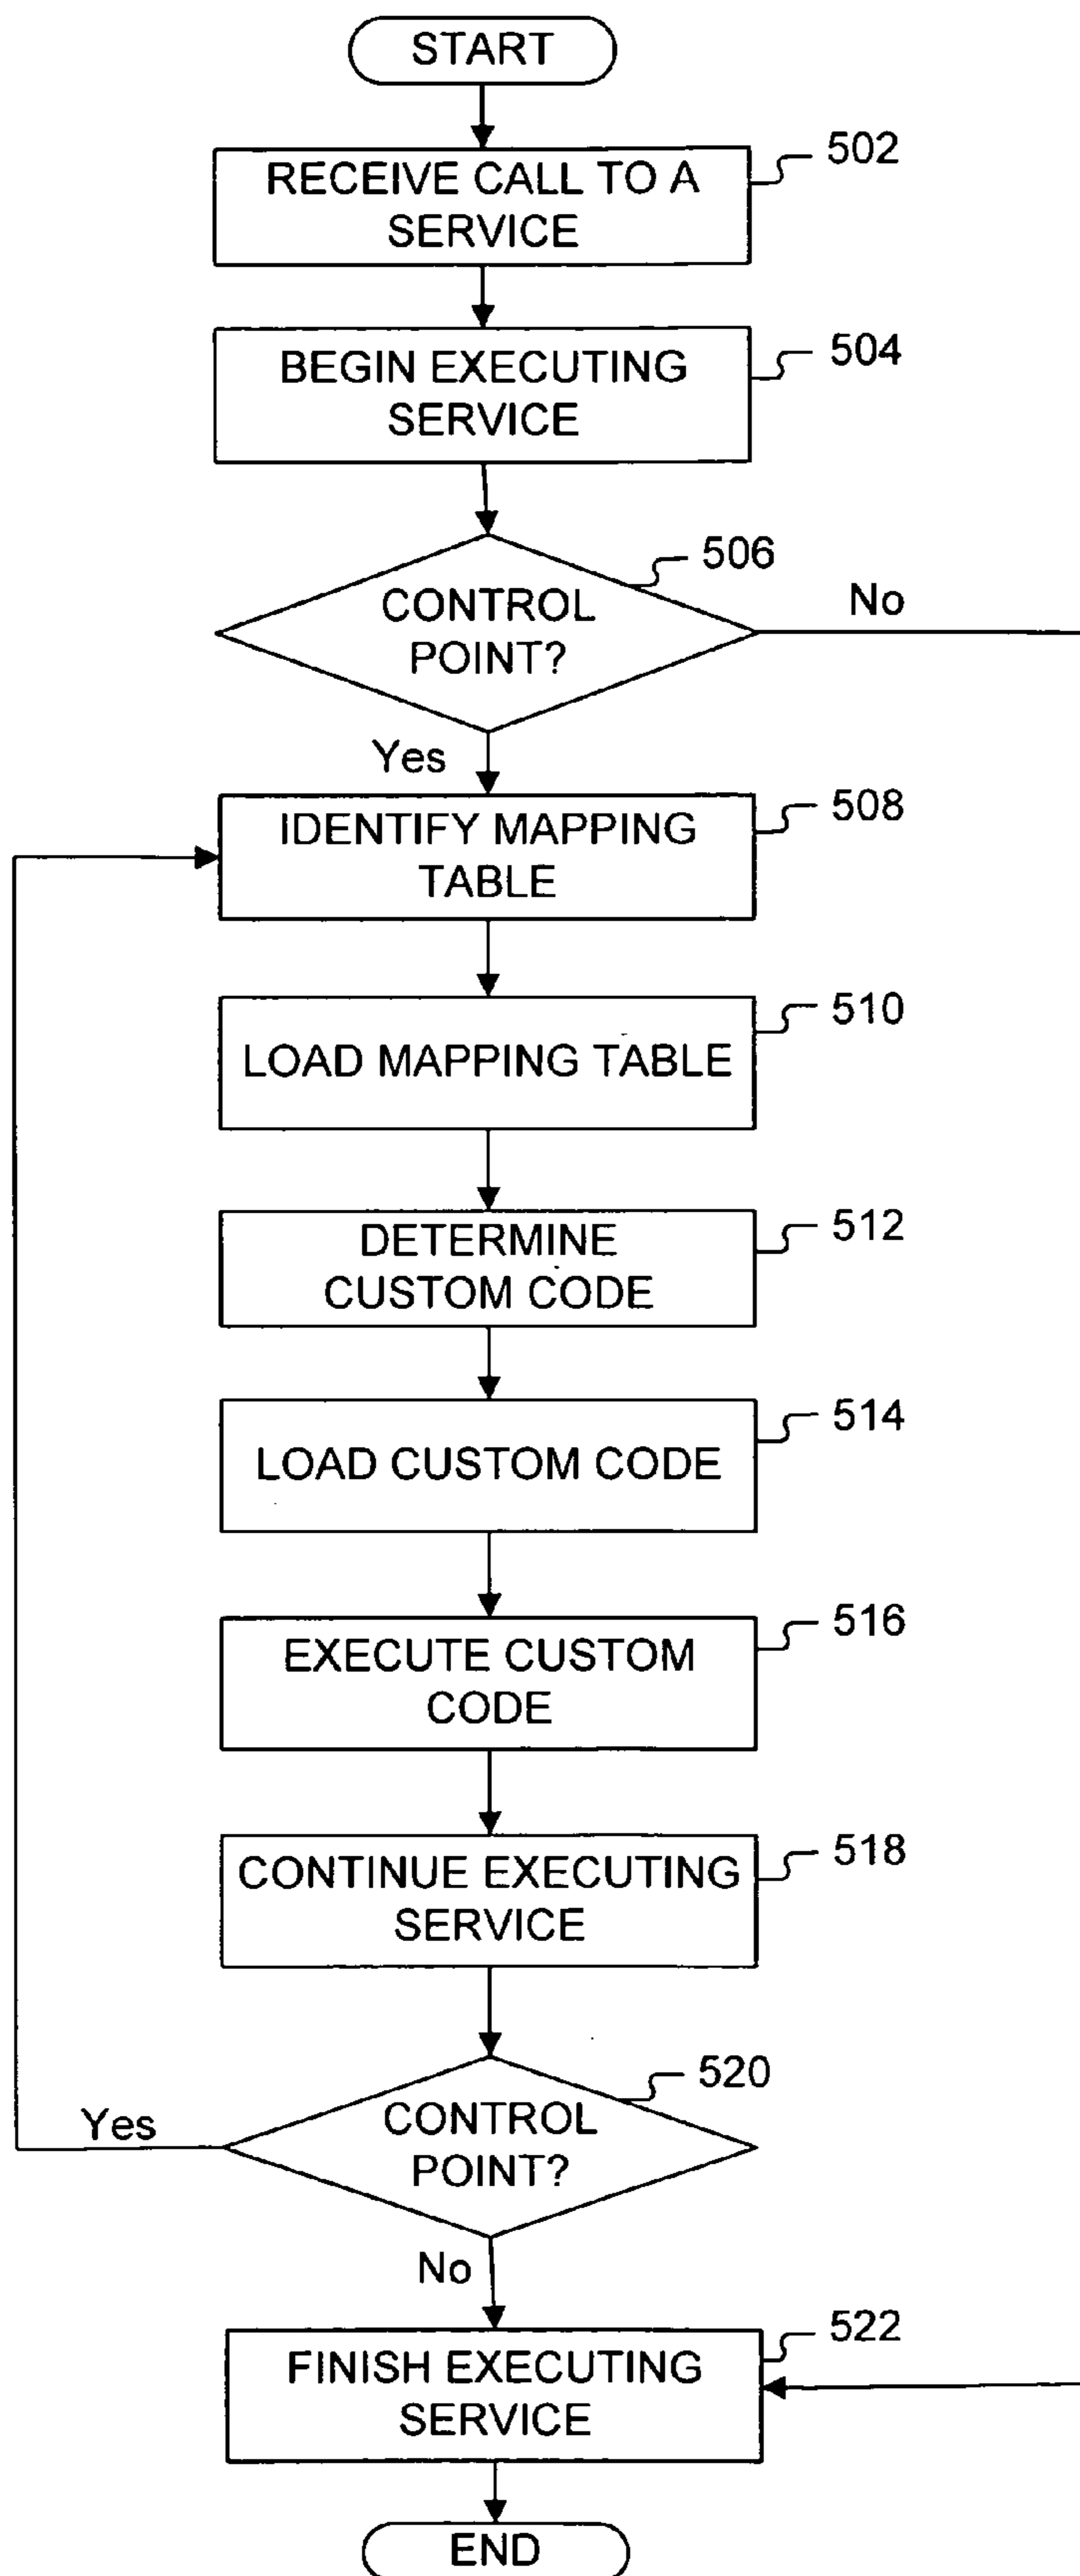 START
502
RECEIVE CALL TO A
SERVICE
504
BEGIN EXECUTING
SERVICE
506
CONTROL
POINT?
No
Yes
508
IDENTIFY MAPPING
TABLE
510
LOAD MAPPING TABLE
512
DETERMINE
CUSTOM CODE
514
LOAD CUSTOM CODE
516
EXECUTE CUSTOM
CODE
518
CONTINUE EXECUTING
SERVICE
520
CONTROL
POINT?
Yes
No
522
FINISH EXECUTING
SERVICE
END